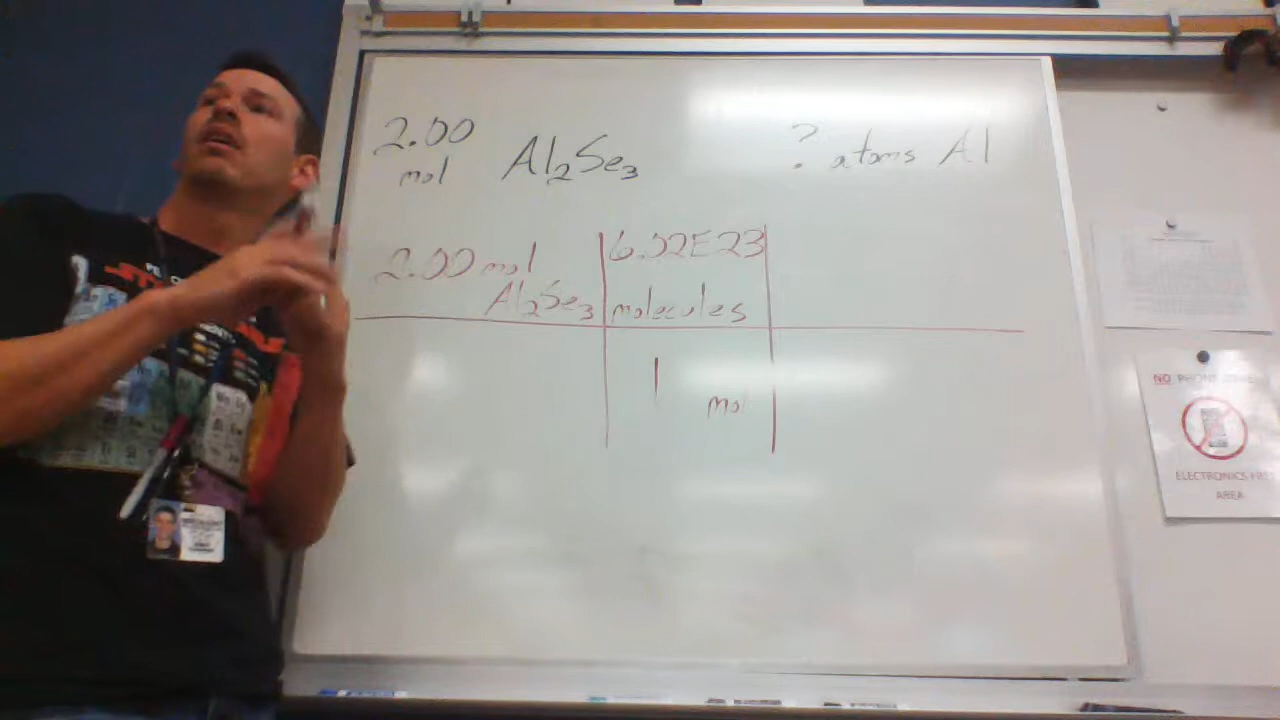 2.00
mol
Al₂Se₃
? atoms Al
2.00 mol
Al₂Se₃
6.02E23
molecules
1
mol
NO PHONE
ELECTRONICS FREE
AREA